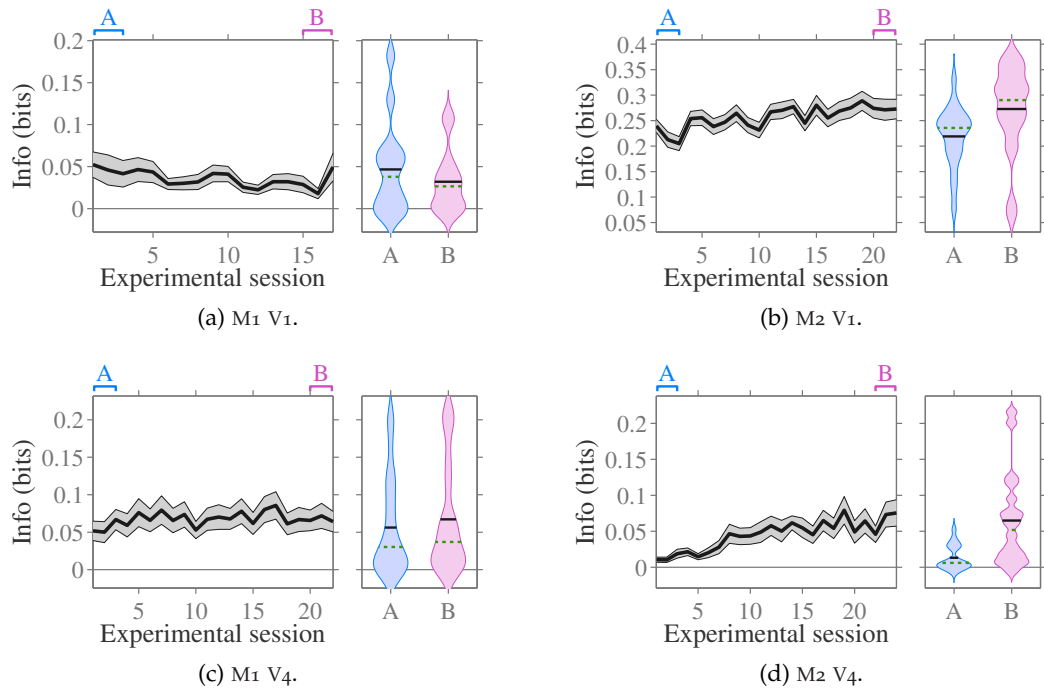 A B
0.2
0.15
0.1
0.05
0
Info (bits)
5 10 15
A B
Experimental session
(a) M1 V1.
A B
0.4
0.35
0.3
0.25
0.2
0.15
0.1
0.05
Info (bits)
5 10 15 20
A B
Experimental session
(b) M2 V1.
A B
0.2
0.15
0.1
0.05
0
Info (bits)
5 10 15 20
A B
Experimental session
(c) M1 V4.
A B
0.2
0.15
0.1
0.05
0
Info (bits)
5 10 15 20
A B
Experimental session
(d) M2 V4.